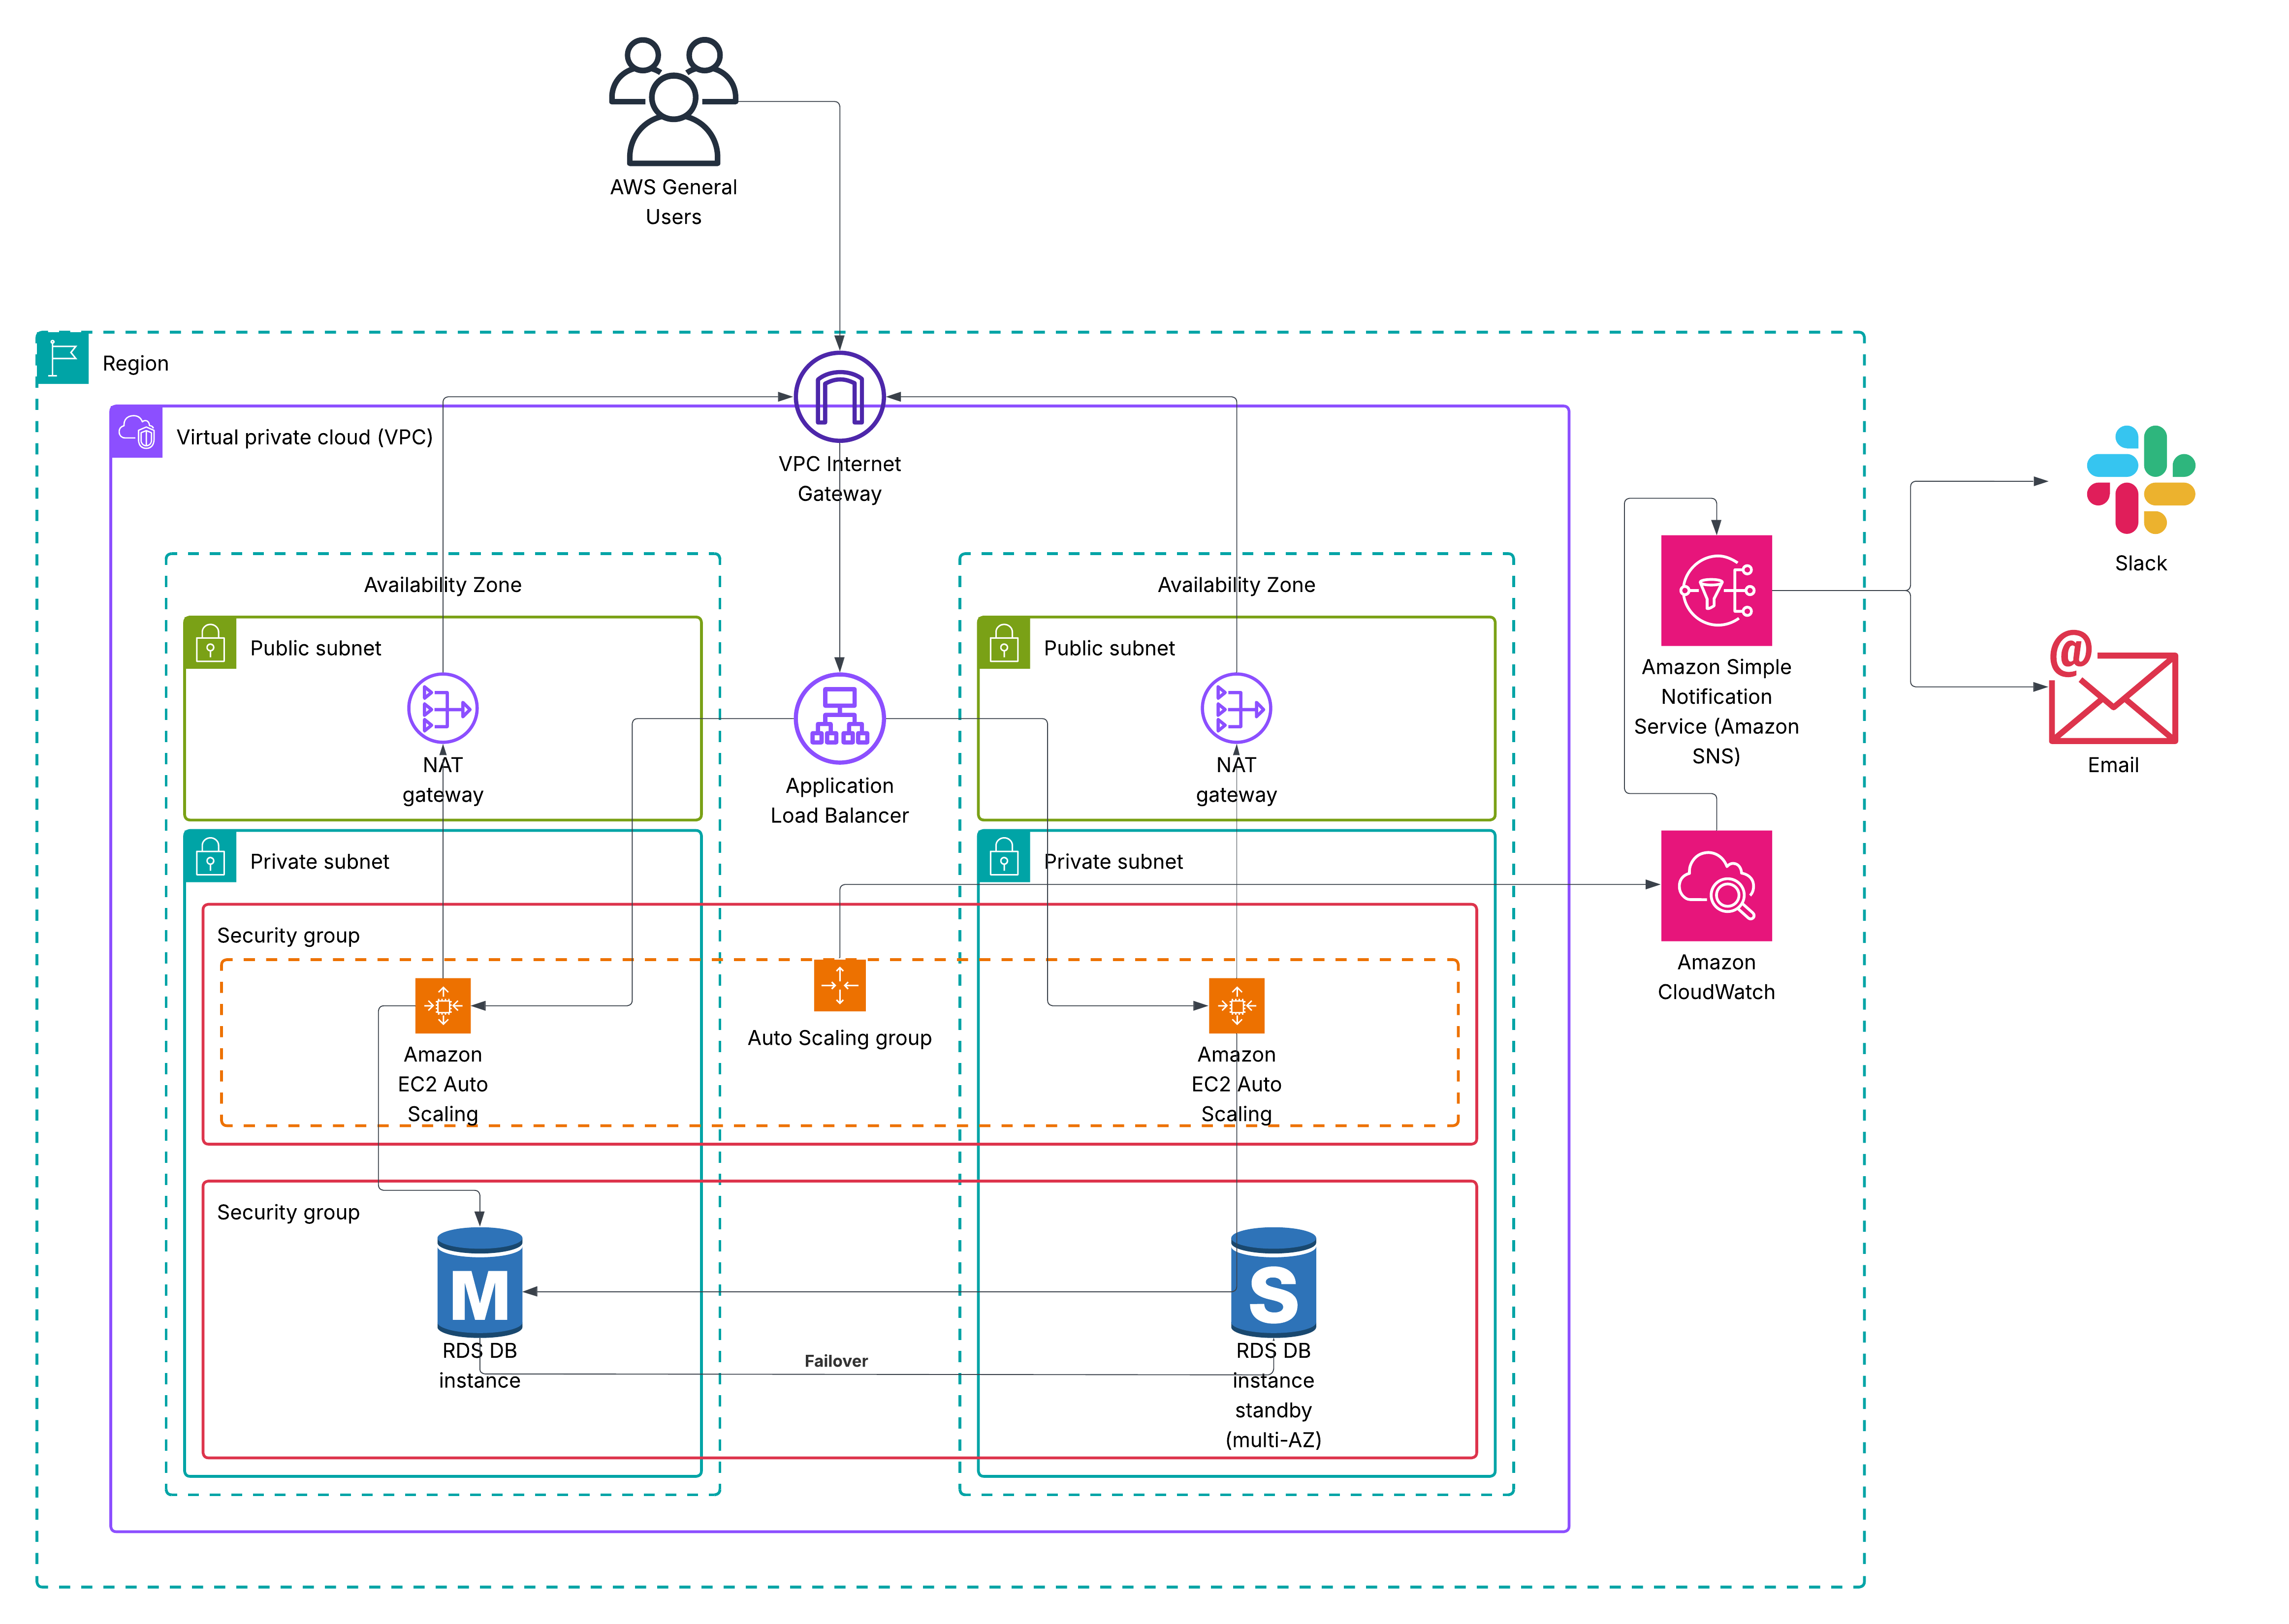 AWS General
Users
Region
Virtual private cloud (VPC)
VPC Internet
Gateway
Availability Zone
Availability Zone
Public subnet
Public subnet
NAT
gateway
Application
Load Balancer
NAT
gateway
Private subnet
Private subnet
Security group
Amazon
EC2 Auto
Scaling
Auto Scaling group
Amazon
EC2 Auto
Scaling
Security group
M
RDS DB
instance
Failover
S
RDS DB
instance
standby
(multi-AZ)
Amazon Simple
Notification
Service (Amazon
SNS)
Amazon
CloudWatch
Slack
@
Email